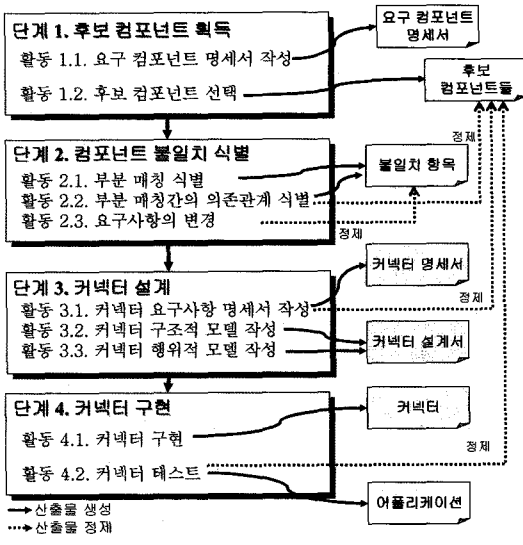 단계 1. 후보 컴포넌트 획득
활동 1.1. 요구 컴포넌트 명세서 작성
활동 1.2. 후보 컴포넌트 선택
요구 컴포넌트
명세서
후보
컴포넌트들
정제
단계 2. 컴포넌트 불일치 식별
활동 2.1. 부분 매칭 식별
활동 2.2. 부분 매칭간의 의존관계 식별
활동 2.3. 요구사항의 변경
불일치 항목
정제
단계 3. 커넥터 설계
활동 3.1. 커넥터 요구사항 명세서 작성
활동 3.2. 커넥터 구조적 모델 작성
활동 3.3. 커넥터 행위적 모델 작성
커넥터 명세서
정제
커넥터 설계서
단계 4. 커넥터 구현
활동 4.1. 커넥터 구현
활동 4.2. 커넥터 테스트
커넥터
정제
어플리케이션
산출물 생성
산출물 정제